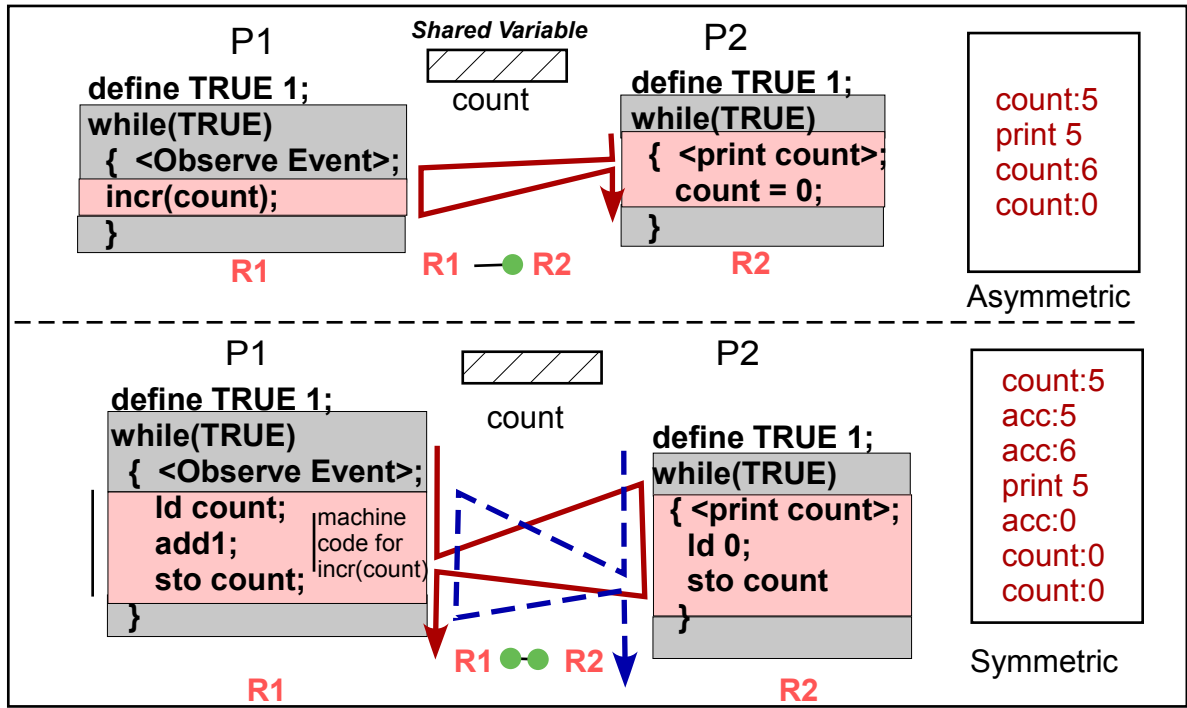 P1
Shared Variable
count
P2
define TRUE 1;
while(TRUE)
{ <Observe Event>;
incr(count);
}
R1
R1 R2
define TRUE 1;
while(TRUE)
{ <print count>;
count = 0;
}
R2
count:5
print 5
count:6
count:0
Asymmetric
P1
count
P2
define TRUE 1;
while(TRUE)
{ <Observe Event>;
ld count;
add1;
sto count;
machine
code for
incr(count)
}
R1
R1 R2
define TRUE 1;
while(TRUE)
{ <print count>;
ld 0;
sto count
}
R2
count:5
acc:5
acc:6
print 5
acc:0
count:0
count:0
Symmetric